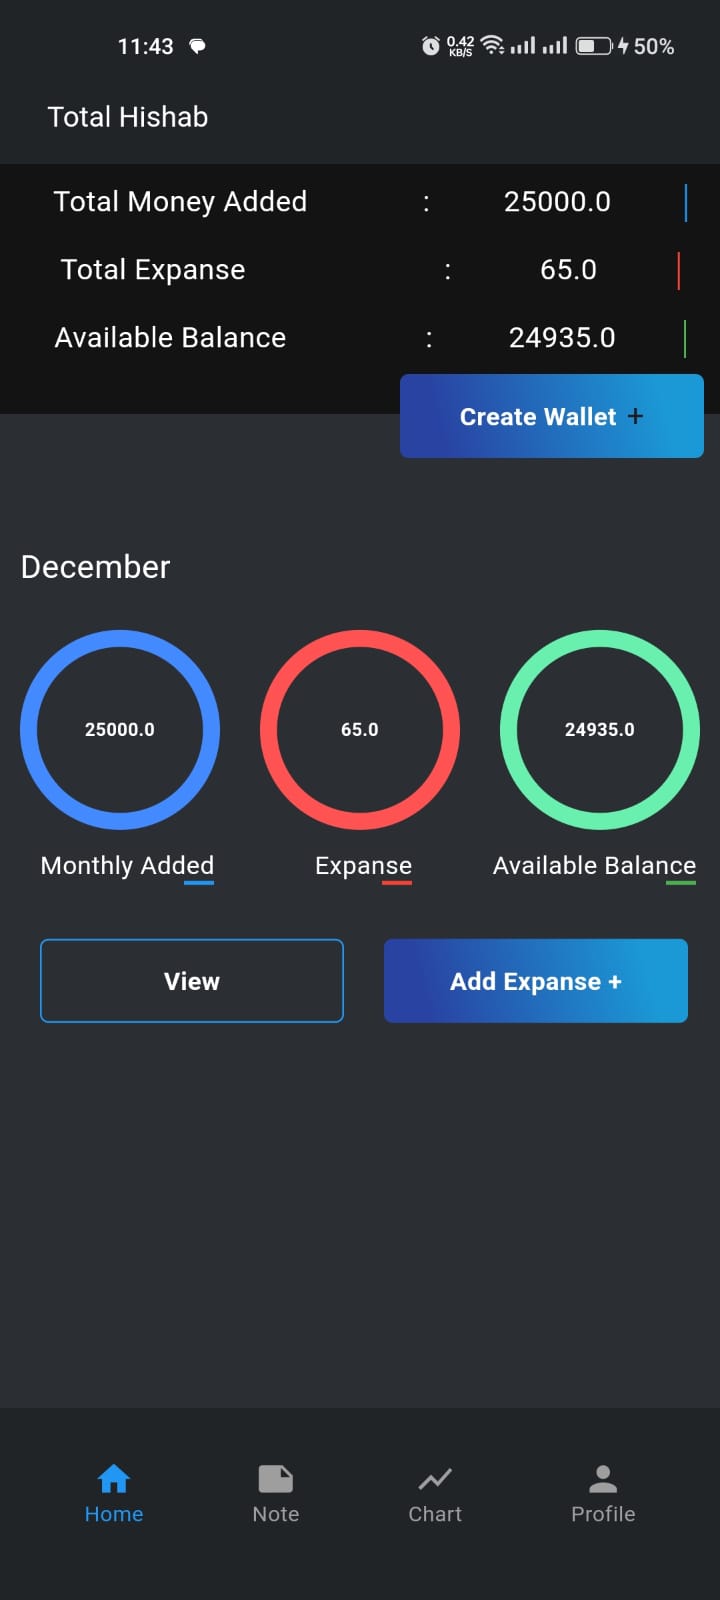 11:43 0.42 KB/S 50%
Total Hishab
Total Money Added : 25000.0
Total Expanse : 65.0
Available Balance : 24935.0
Create Wallet +
December
25000.0 65.0 24935.0
Monthly Added Expanse Available Balance
View Add Expanse +
Home Note Chart Profile